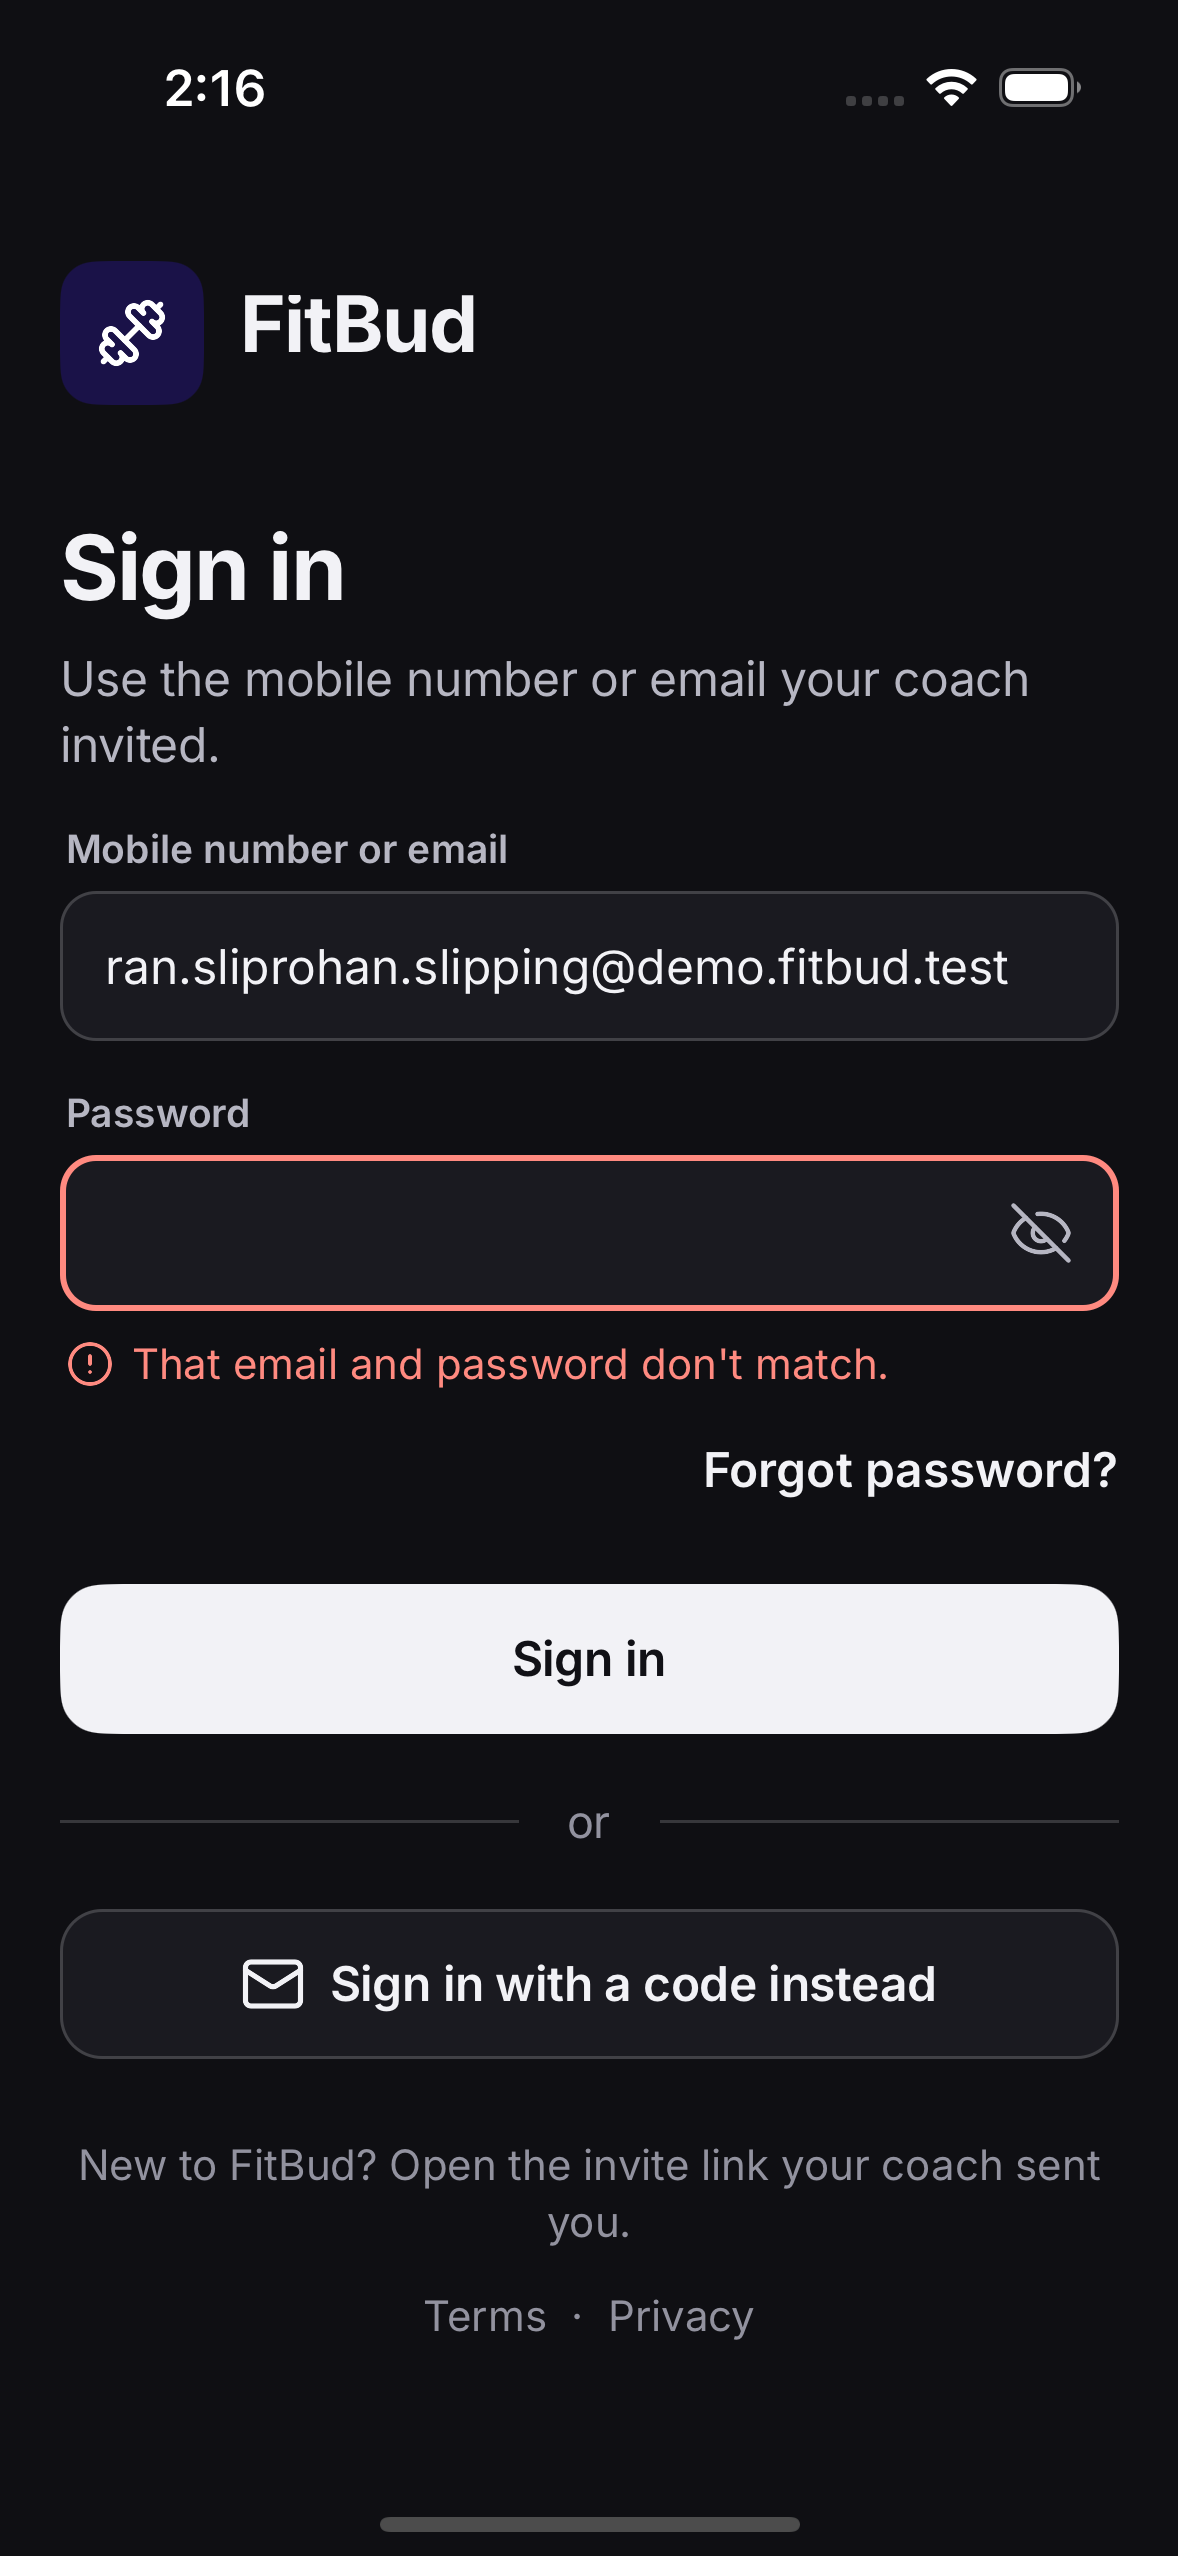 2:16
FitBud
Sign in
Use the mobile number or email your coach
invited.
Mobile number or email
ran.sliprohan.slipping@demo.fitbud.test
Password
That email and password don't match.
Forgot password?
Sign in
or
Sign in with a code instead
New to FitBud? Open the invite link your coach sent
you.
Terms · Privacy